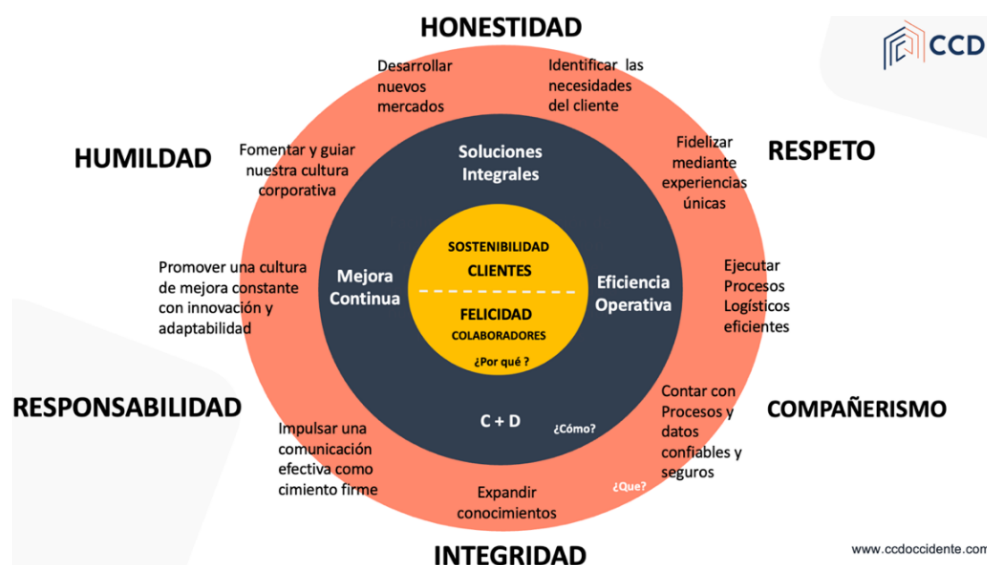 HONESTIDAD
CCD
Desarrollar
nuevos
mercados
Identificar las
necesidades
del cliente
HUMILDAD
Fomentar y guiar
nuestra cultura
corporativa
Soluciones
Integrales
Fidelizar
mediante
experiencias
únicas
RESPETO
Promover una cultura
de mejora constante
con innovación y
adaptabilidad
Mejora
Continua
SOSTENIBILIDAD
CLIENTES
FELICIDAD
COLABORADORES
¿Por qué ?
Eficiencia
Operativa
Ejecutar
Procesos
Logísticos
eficientes
RESPONSABILIDAD
Impulsar una
comunicación
efectiva como
cimiento firme
C + D
¿Cómo?
Contar con
Procesos y
datos
confiables y
seguros
COMPAÑERISMO
Expandir
conocimientos
¿Que?
INTEGRIDAD
www.ccdoccidente.com